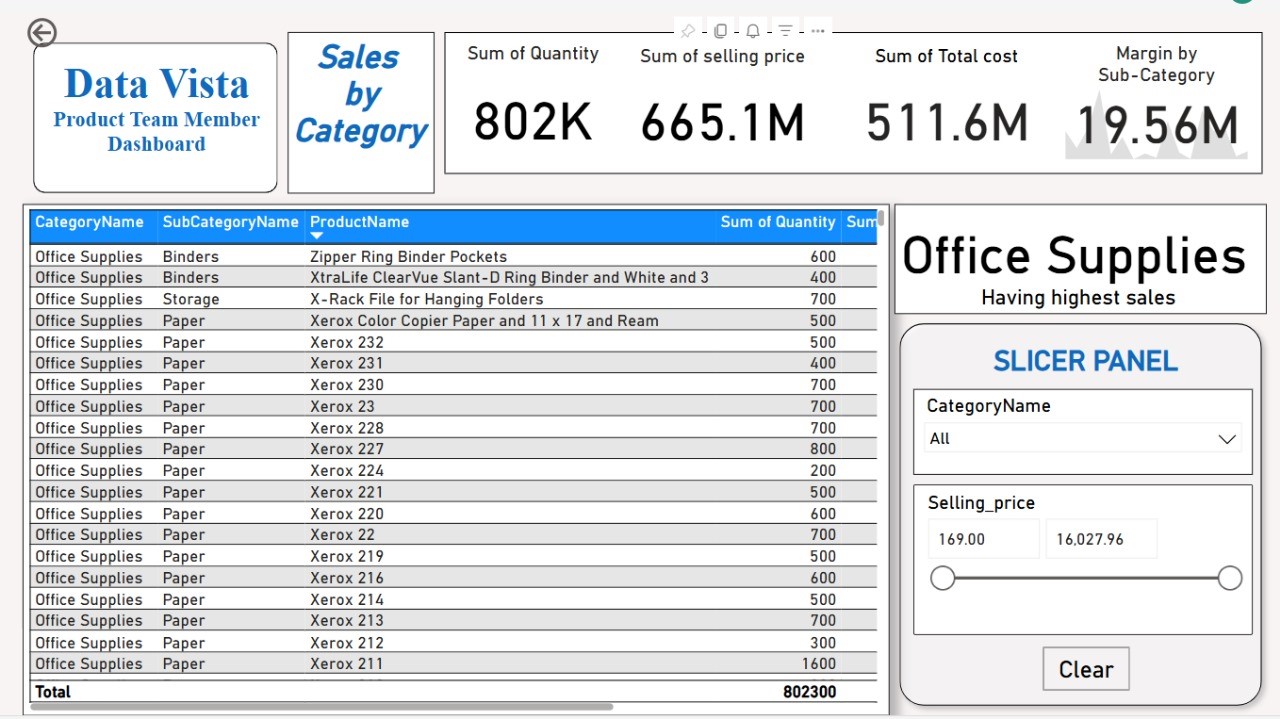 Data Vista
Product Team Member
Dashboard
Sales
by
Category
Sum of Quantity
802K
Sum of selling price
665.1M
Sum of Total cost
511.6M
Margin by
Sub-Category
19.56M
CategoryName SubCategoryName ProductName Sum of Quantity Sum
Office Supplies Binders Zipper Ring Binder Pockets 600
Office Supplies Binders XtraLife ClearVue Slant-D Ring Binder and White and 3 400
Office Supplies Storage X-Rack File for Hanging Folders 700
Office Supplies Paper Xerox Color Copier Paper and 11 x 17 and Ream 500
Office Supplies Paper Xerox 232 500
Office Supplies Paper Xerox 231 400
Office Supplies Paper Xerox 230 700
Office Supplies Paper Xerox 23 700
Office Supplies Paper Xerox 228 700
Office Supplies Paper Xerox 227 800
Office Supplies Paper Xerox 224 200
Office Supplies Paper Xerox 221 500
Office Supplies Paper Xerox 220 600
Office Supplies Paper Xerox 22 700
Office Supplies Paper Xerox 219 500
Office Supplies Paper Xerox 216 600
Office Supplies Paper Xerox 214 500
Office Supplies Paper Xerox 213 700
Office Supplies Paper Xerox 212 300
Office Supplies Paper Xerox 211 1600
Total 802300
Office Supplies
Having highest sales
SLICER PANEL
CategoryName
All
Selling_price
169.00 16,027.96
Clear